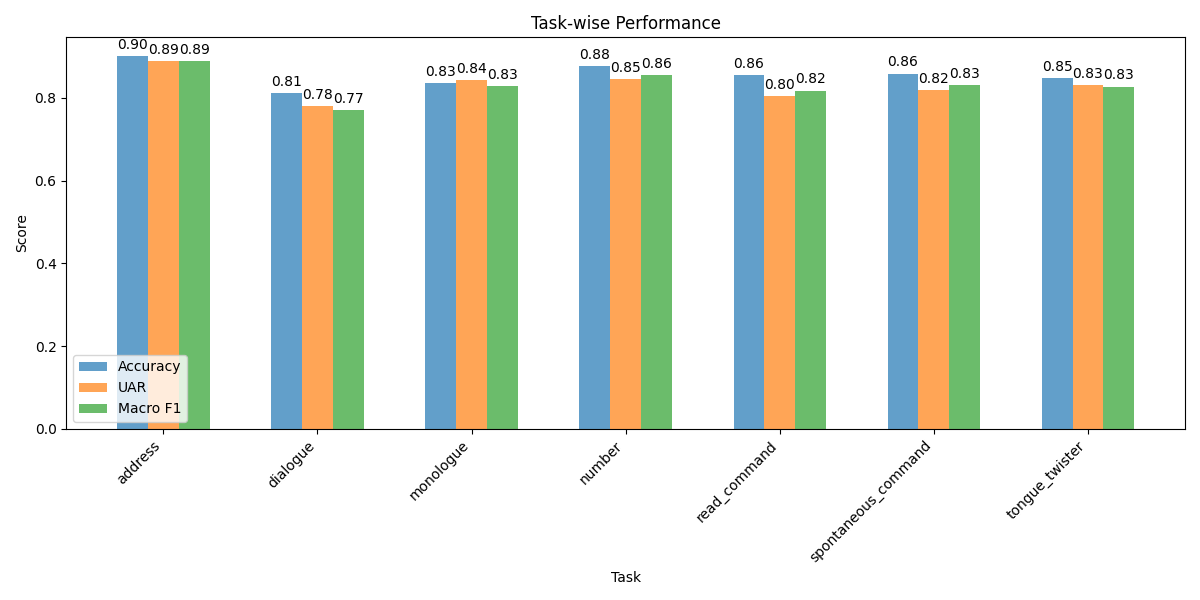 Task-wise Performance
0.90 0.89 0.89 0.81 0.78 0.77 0.83 0.84 0.83 0.88 0.85 0.86 0.86 0.80 0.82 0.86 0.82 0.83 0.85 0.83 0.83
Score
0.8
0.6
0.4
0.2
0.0
Accuracy
UAR
Macro F1
address dialogue monologue number read_command spontaneous_command tongue_twister
Task